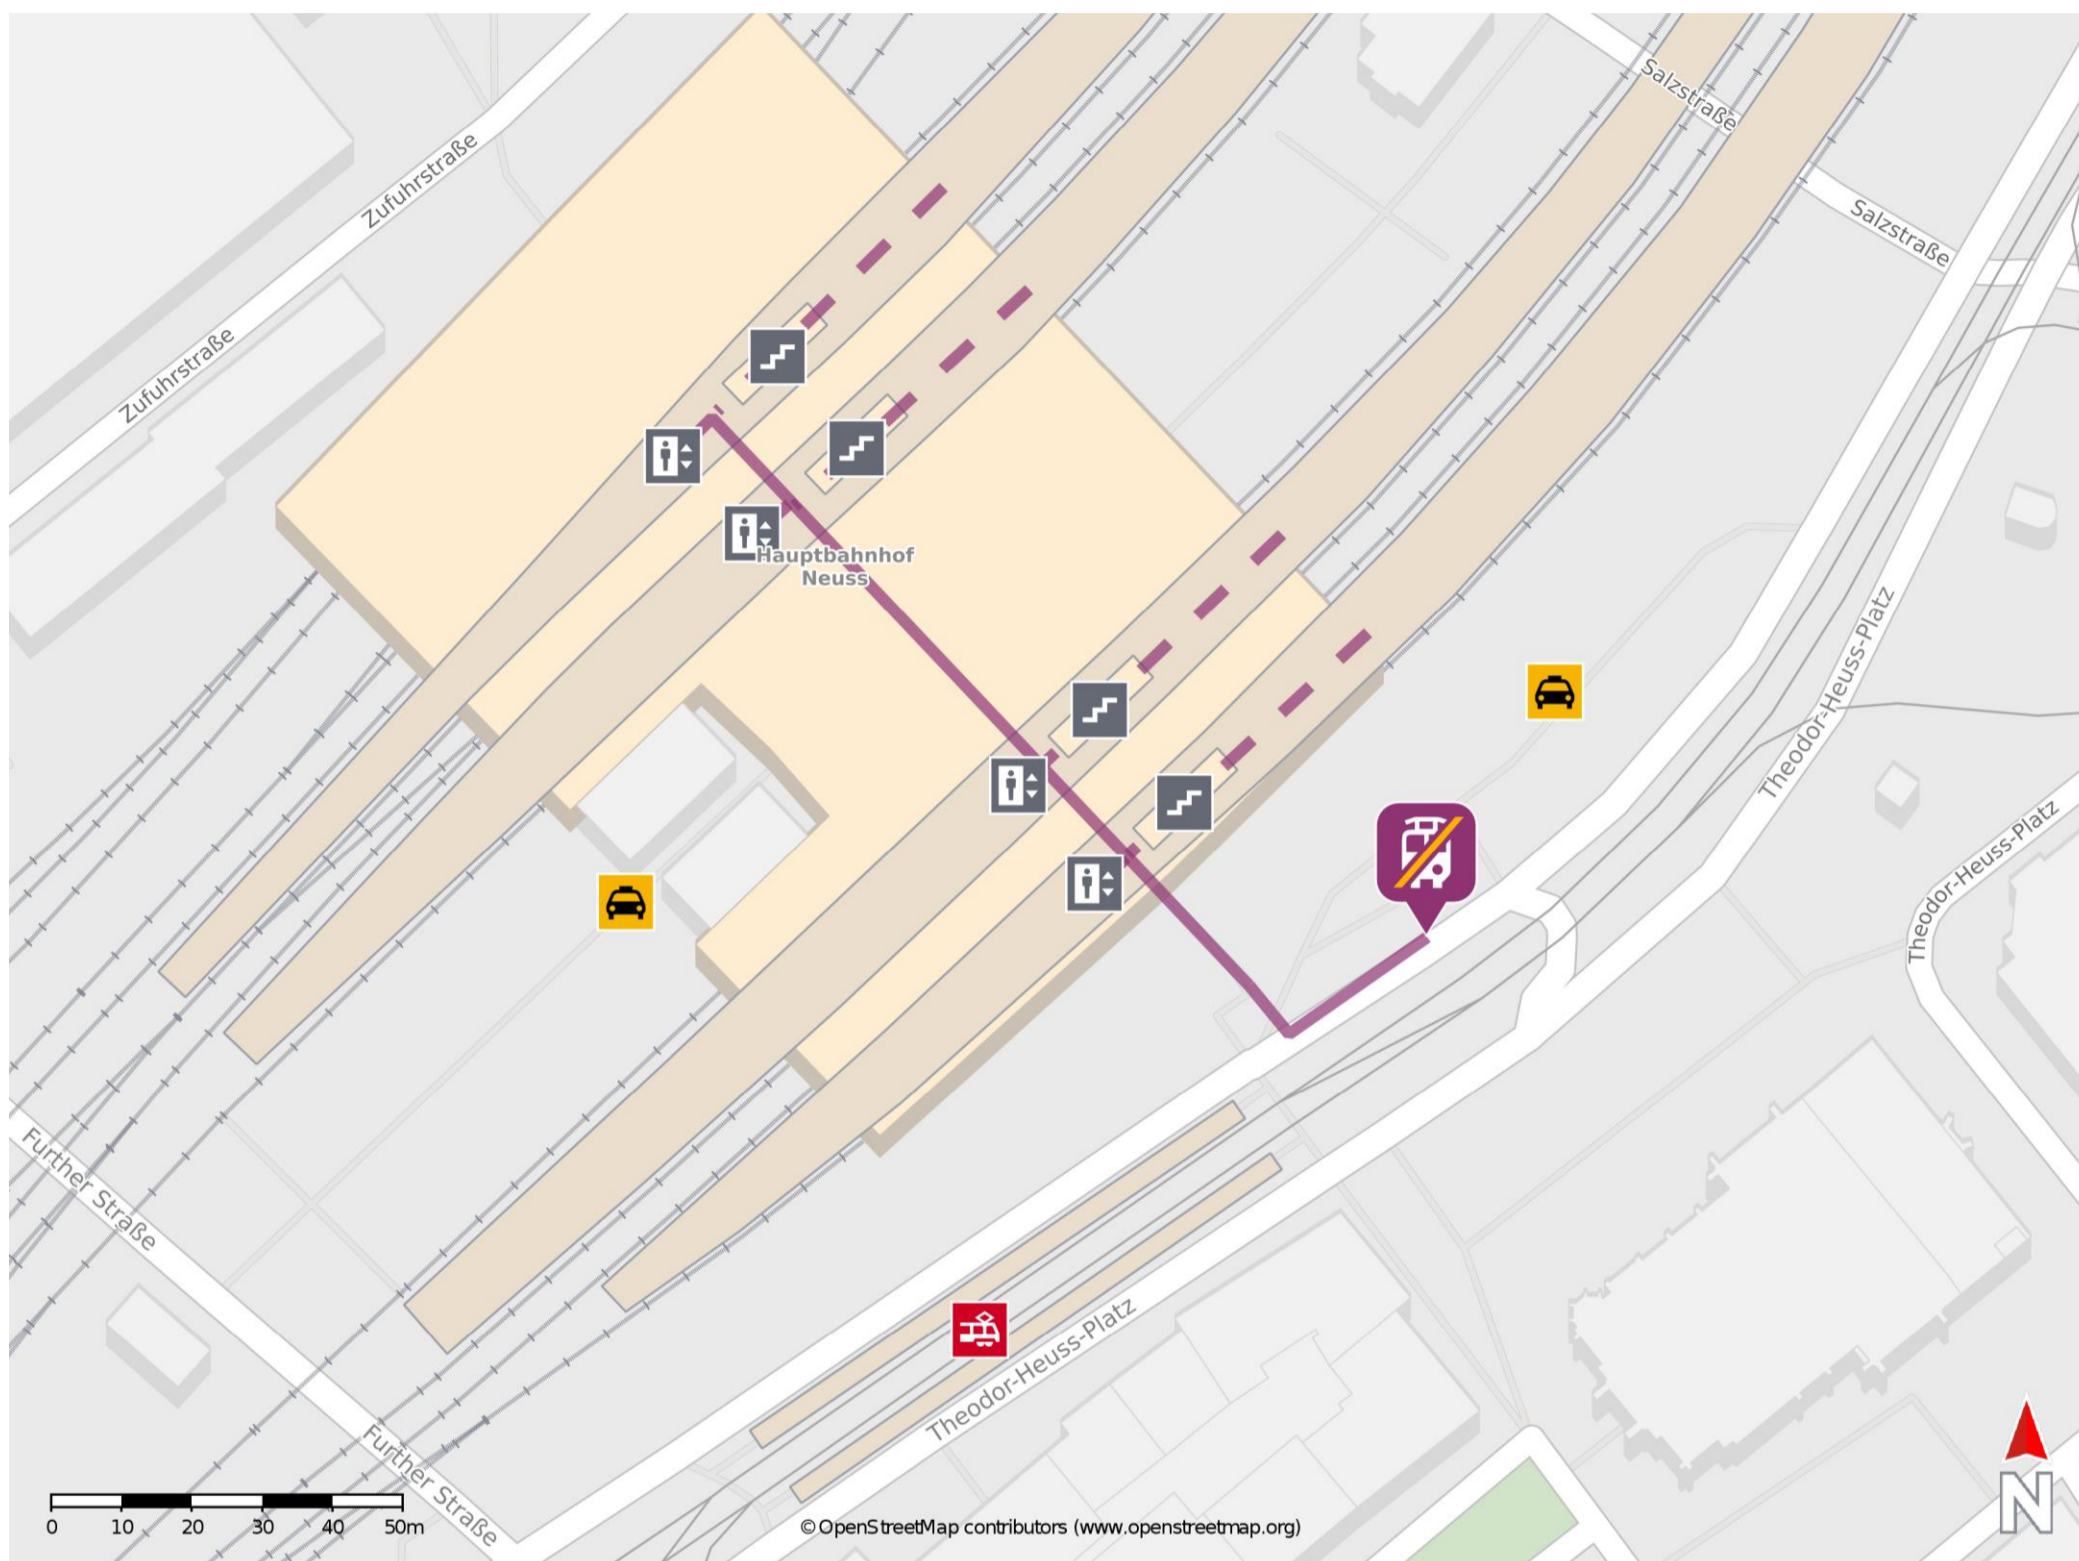 Salzstraße
Zufuhrstraße
Salzstraße
Zufuhrstraße
Hauptbahnhof
Neuss
Theodor-Heuss-Platz
Theodor-Heuss-Platz
Further Straße
Theodor-Heuss-Platz
Further Straße
0 10 20 30 40 50m
© OpenStreetMap contributors (www.openstreetmap.org)
N